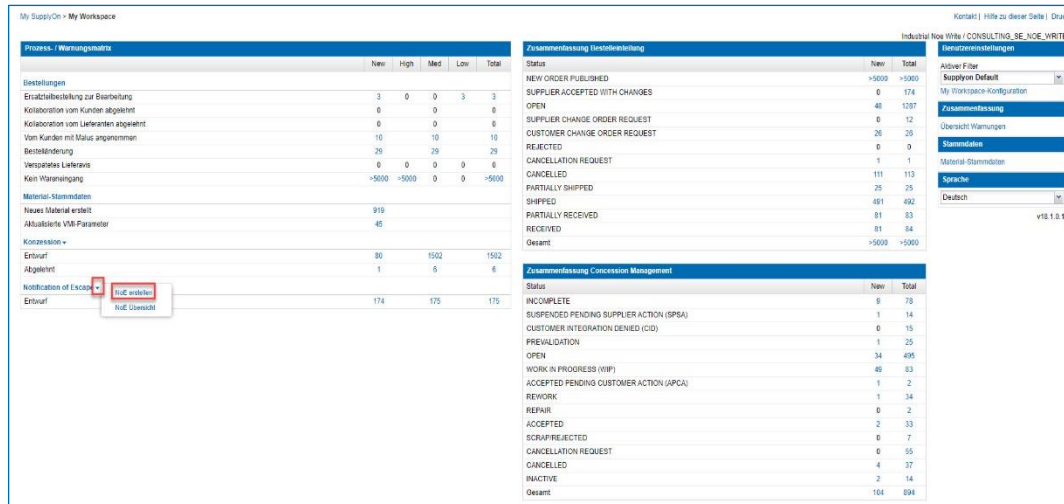 My SupplyOn > My Workspace
Kontakt | Hilfe zu dieser Seite | Dru
Industrial Noe Write / CONSULTING_SE_NOE_WRITE
Prozess- / Warnungsmatrix
New High Med Low Total
Bestellungen
Ersatzteilbestellung zur Bearbeitung 3 0 0 3 3
Kollaboration vom Kunden abgelehnt 0 0 0
Kollaboration vom Lieferanten abgelehnt 0 0 0
Vom Kunden mit Malus angenommen 10 10 10
Bestelländerung 29 29 29
Verspätetes Lieferavis 0 0 0 0 0
Kein Wareneingang >5000 >5000 0 0 >5000
Material-Stammdaten
Neues Material erstellt 919
Aktualisierte VMI-Parameter 45
Konzession
Entwurf 80 1502 1502
Abgelehnt 1 6 6
Notification of Escape
NoE erstellen
NoE Übersicht
Entwurf 174 175 175
Zusammenfassung Bestelleinteilung
Status New Total
NEW ORDER PUBLISHED >5000 >5000
SUPPLIER ACCEPTED WITH CHANGES 0 174
OPEN 48 1287
SUPPLIER CHANGE ORDER REQUEST 0 12
CUSTOMER CHANGE ORDER REQUEST 26 26
REJECTED 0 0
CANCELLATION REQUEST 1 1
CANCELLED 111 113
PARTIALLY SHIPPED 25 25
SHIPPED 491 492
PARTIALLY RECEIVED 81 83
RECEIVED 81 84
Gesamt >5000 >5000
Zusammenfassung Concession Management
Status New Total
INCOMPLETE 9 78
SUSPENDED PENDING SUPPLIER ACTION (SPSA) 1 14
CUSTOMER INTEGRATION DENIED (CID) 0 15
PREVALIDATION 1 25
OPEN 34 495
WORK IN PROGRESS (WIP) 49 83
ACCEPTED PENDING CUSTOMER ACTION (APCA) 1 2
REWORK 1 34
REPAIR 0 2
ACCEPTED 2 33
SCRAP/REJECTED 0 7
CANCELLATION REQUEST 0 55
CANCELLED 4 37
INACTIVE 2 14
Gesamt 104 894
Benutzereinstellungen
Aktiver Filter
Supplyon Default
My Workspace-Konfiguration
Zusammenfassung
Übersicht Warnungen
Stammdaten
Material-Stammdaten
Sprache
Deutsch
v18.1.0.1